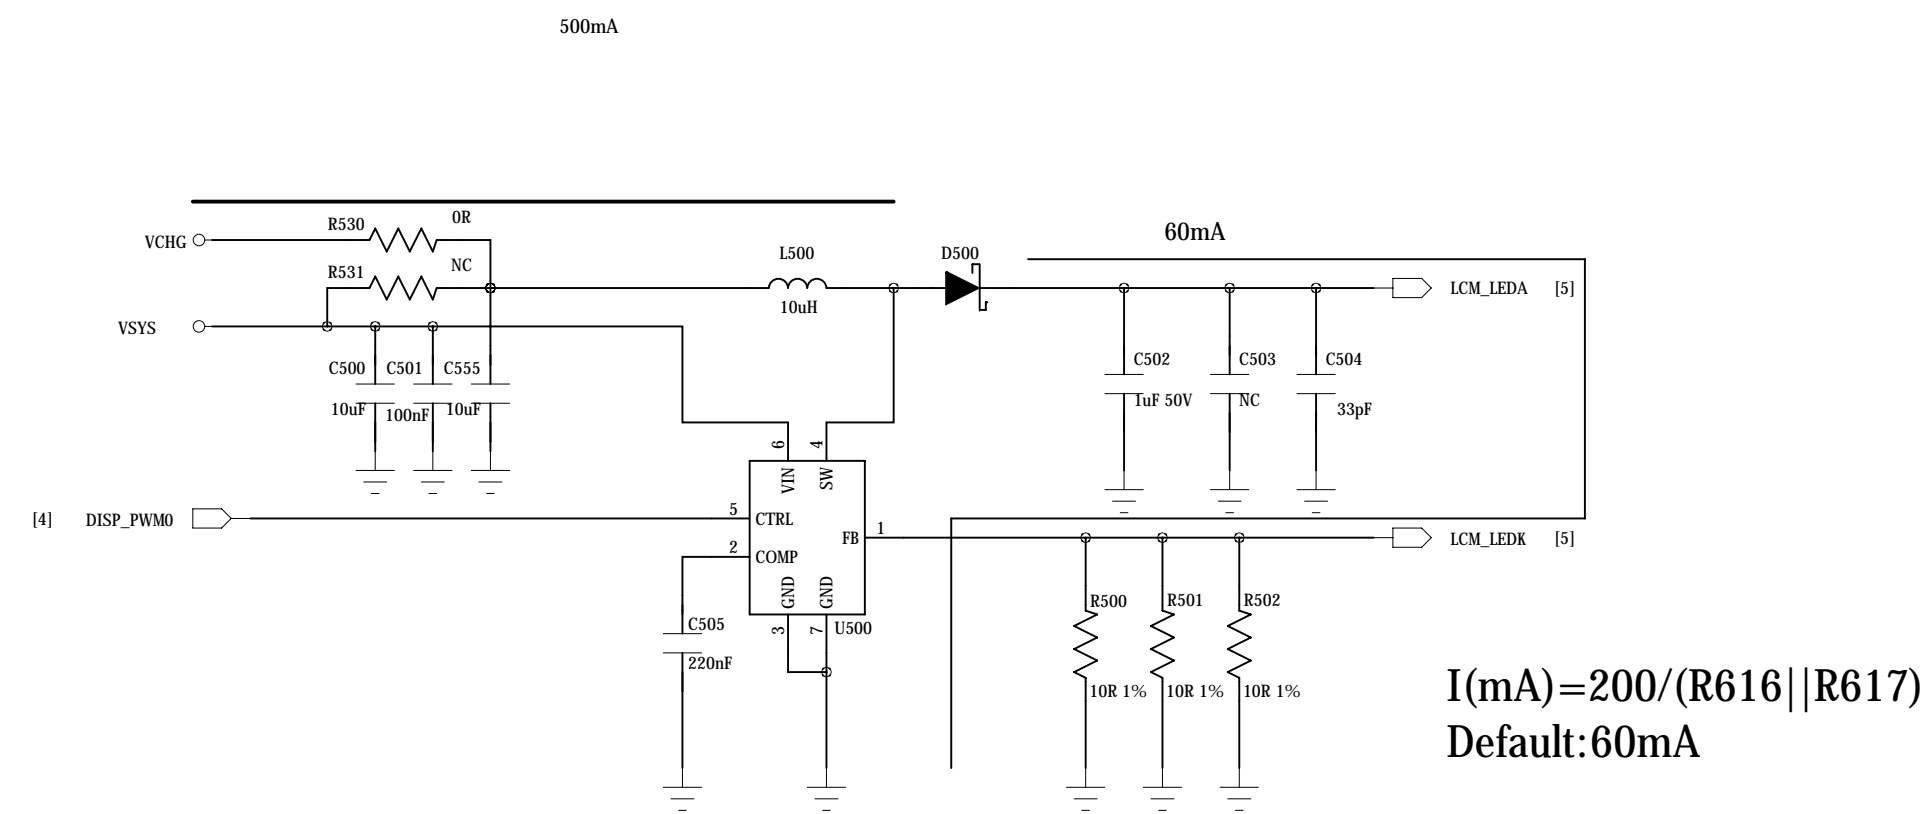 500mA
60mA
R530 0R
VCHG
R531 NC
L500
10uH
D500
LCM_LEDA [5]
VSYS
C500 C501 C555
10uF 100nF 10uF
C502
1uF 50V
C503
NC
C504
33pF
6 4
VIN SW
[4] DISP_PWM0
5 CTRL
FB 1
2 COMP
LCM_LEDK [5]
GND GND
3 7
U500
C505
220nF
R500 R501 R502
10R 1% 10R 1% 10R 1%
I(mA)=200/(R616||R617)
Default:60mA